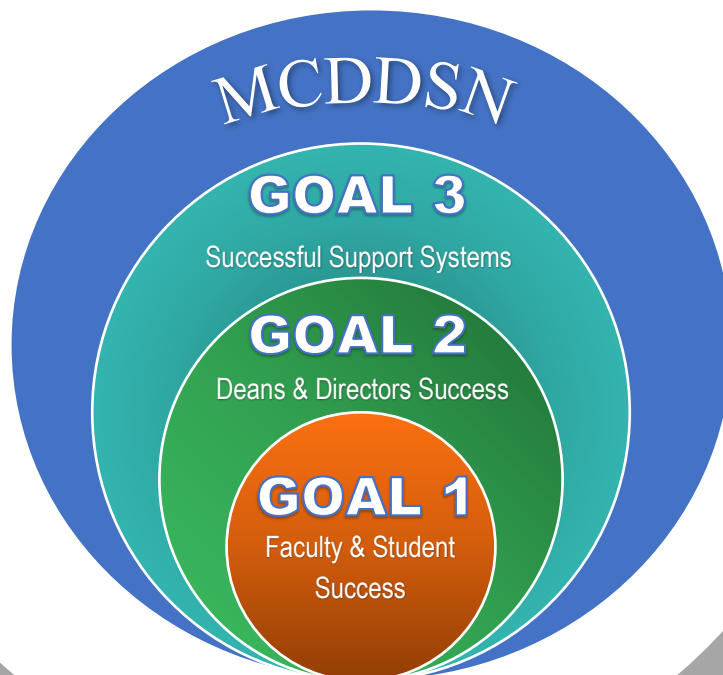 MCDDSN
GOAL 3
Successful Support Systems
GOAL 2
Deans & Directors Success
GOAL 1
Faculty & Student
Success